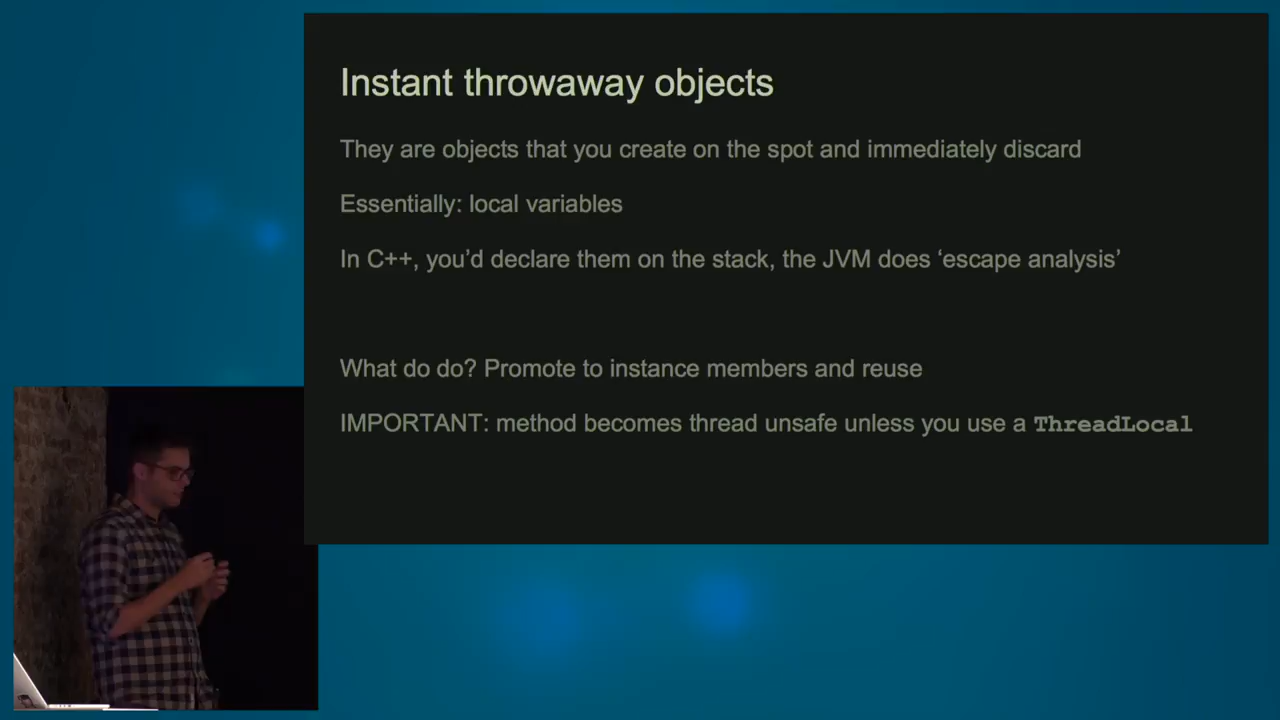 Instant throwaway objects
They are objects that you create on the spot and immediately discard
Essentially: local variables
In C++, you’d declare them on the stack, the JVM does ‘escape analysis’
What do do? Promote to instance members and reuse
IMPORTANT: method becomes thread unsafe unless you use a ThreadLocal